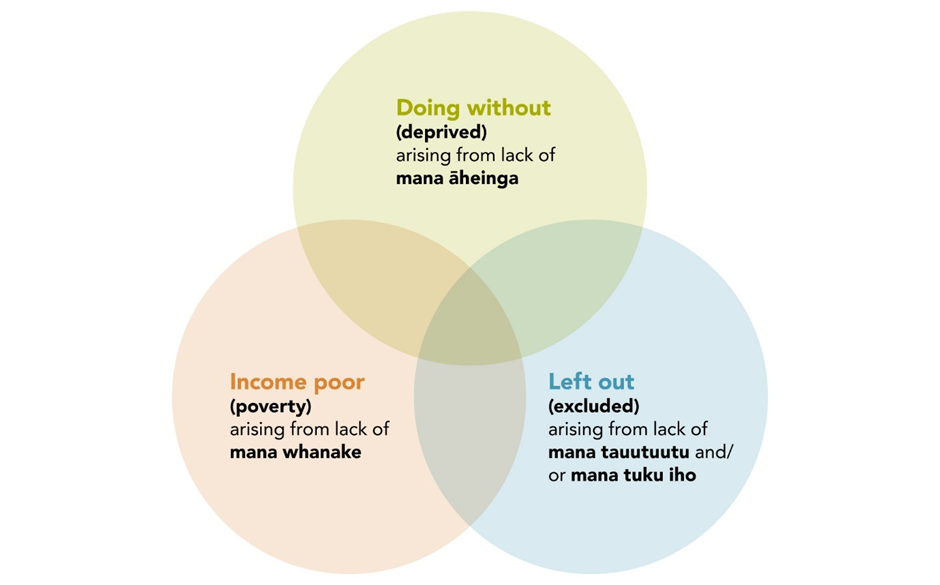 Doing without
(deprived)
arising from lack of
mana āheinga
Income poor
(poverty)
arising from lack of
mana whanake
Left out
(excluded)
arising from lack of
mana tauutuutu and/
or mana tuku iho